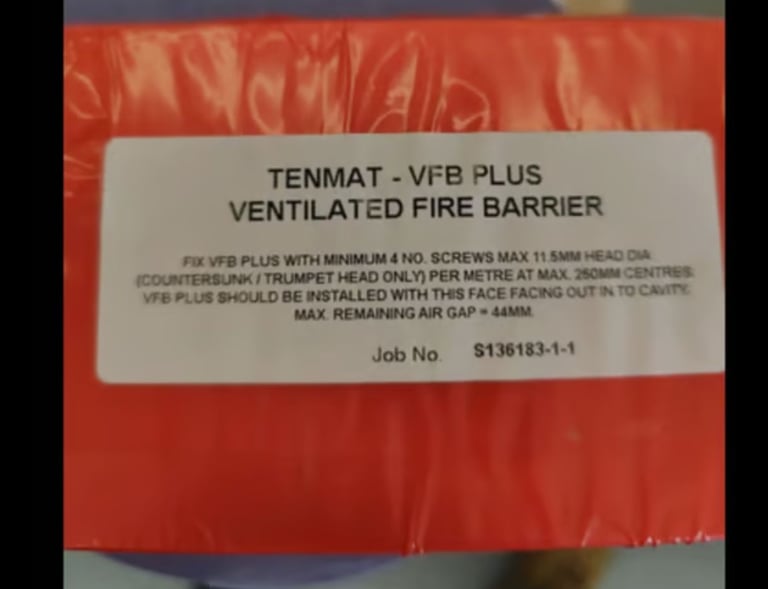 TENMAT - VFB PLUS
VENTILATED FIRE BARRIER
FIX VFB PLUS WITH MINIMUM 4 NO. SCREWS MAX 11.5MM HEAD DIA
(COUNTERSUNK / TRUMPET HEAD ONLY) PER METRE AT MAX. 250MM CENTRES.
VFB PLUS SHOULD BE INSTALLED WITH THIS FACE FACING OUT IN TO CAVITY.
MAX. REMAINING AIR GAP = 44MM.
Job No. S136183-1-1